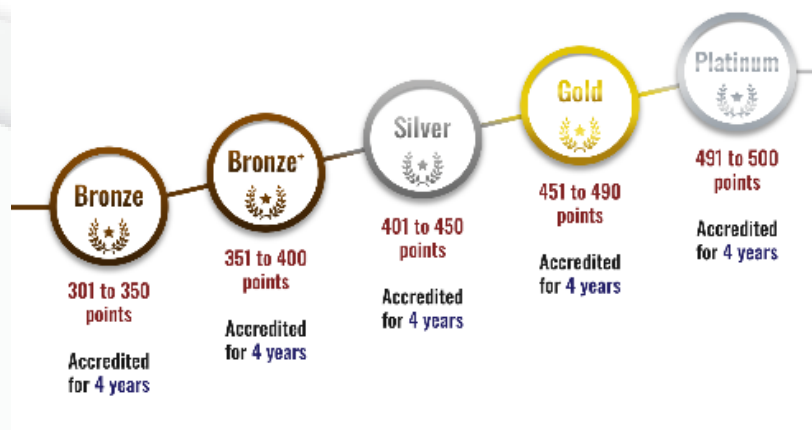 Bronze
301 to 350
points
Accredited
for 4 years
Bronze+
351 to 400
points
Accredited
for 4 years
Silver
401 to 450
points
Accredited
for 4 years
Gold
451 to 490
points
Accredited
for 4 years
Platinum
491 to 500
points
Accredited
for 4 years